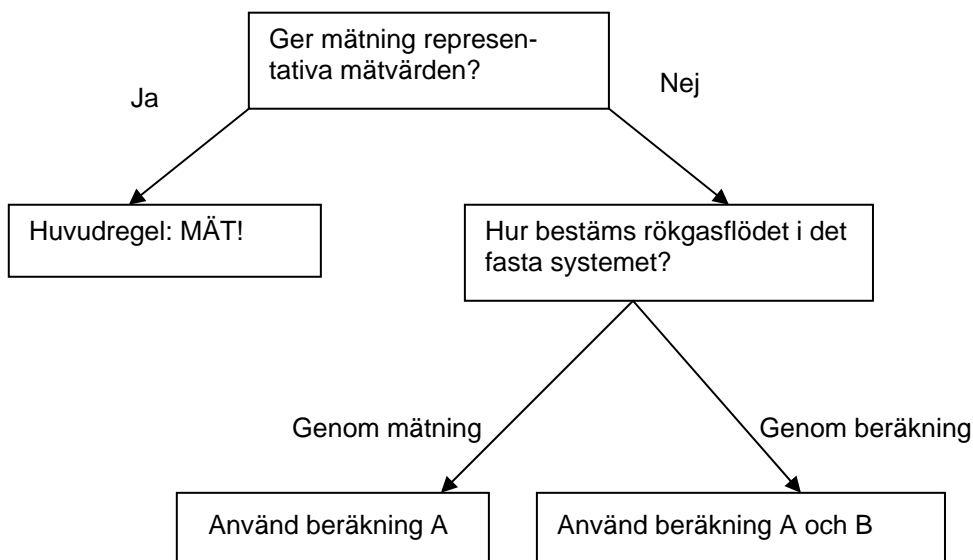 Ger mätning represen-
tativa mätvärden?
Ja
Nej
Huvudregel: MÄT!
Hur bestäms rökgasflödet i det
fasta systemet?
Genom mätning
Genom beräkning
Använd beräkning A
Använd beräkning A och B